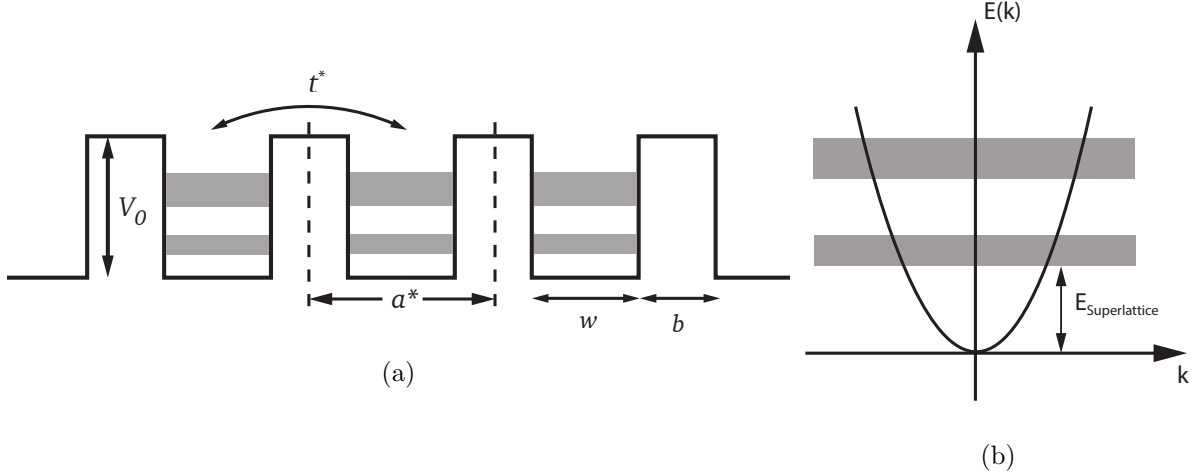 t*
V0
a*
w
b
(a)
E(k)
ESuperlattice
k
(b)